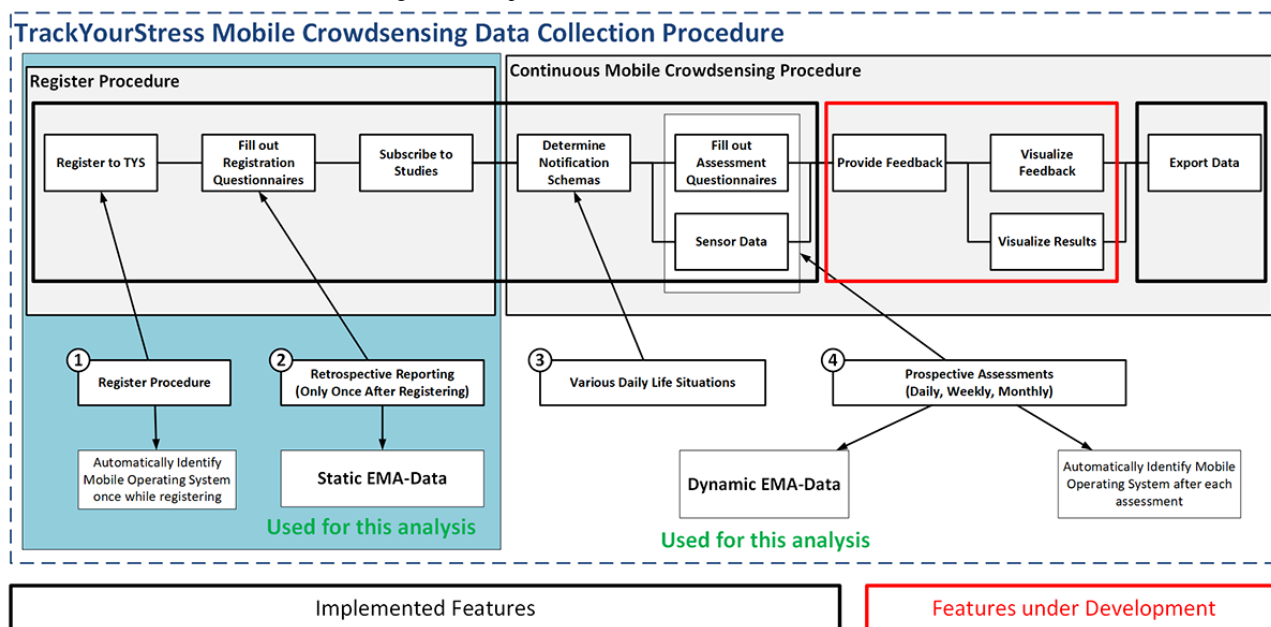 TrackYourStress Mobile Crowdsensing Data Collection Procedure
Register Procedure
Continuous Mobile Crowdsensing Procedure
Register to TYS
Fill out
Registration
Questionnaires
Subscribe to
Studies
Determine
Notification
Schemas
Fill out
Assessment
Questionnaires
Sensor Data
Provide Feedback
Visualize
Feedback
Visualize Results
Export Data
1
Register Procedure
2
Retrospective Reporting
(Only Once After Registering)
3
Various Daily Life Situations
4
Prospective Assessments
(Daily, Weekly, Monthly)
Automatically Identify
Mobile Operating System
once while registering
Static EMA-Data
Used for this analysis
Dynamic EMA-Data
Used for this analysis
Automatically Identify Mobile
Operating System after each
assessment
Implemented Features
Features under Development